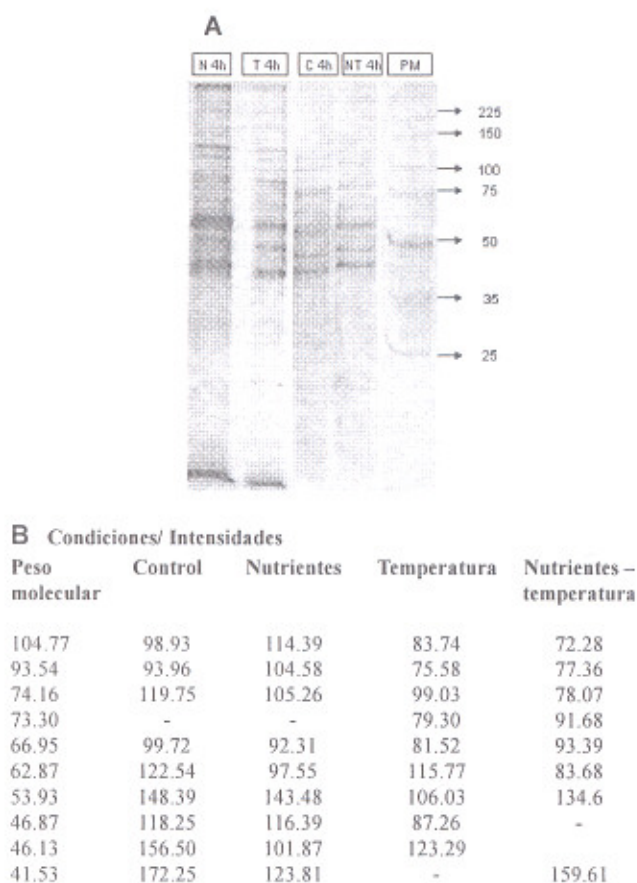 A
N 4h T 4h C 4h NT 4h PM
225
150
100
75
50
35
25
B Condiciones/ Intensidades
Peso molecular Control Nutrientes Temperatura Nutrientes – temperatura
104.77 98.93 114.39 83.74 72.28
93.54 93.96 104.58 75.58 77.36
74.16 119.75 105.26 99.03 78.07
73.30 - - 79.30 91.68
66.95 99.72 92.31 81.52 93.39
62.87 122.54 97.55 115.77 83.68
53.93 148.39 143.48 106.03 134.6
46.87 118.25 116.39 87.26 -
46.13 156.50 101.87 123.29
41.53 172.25 123.81 - 159.61